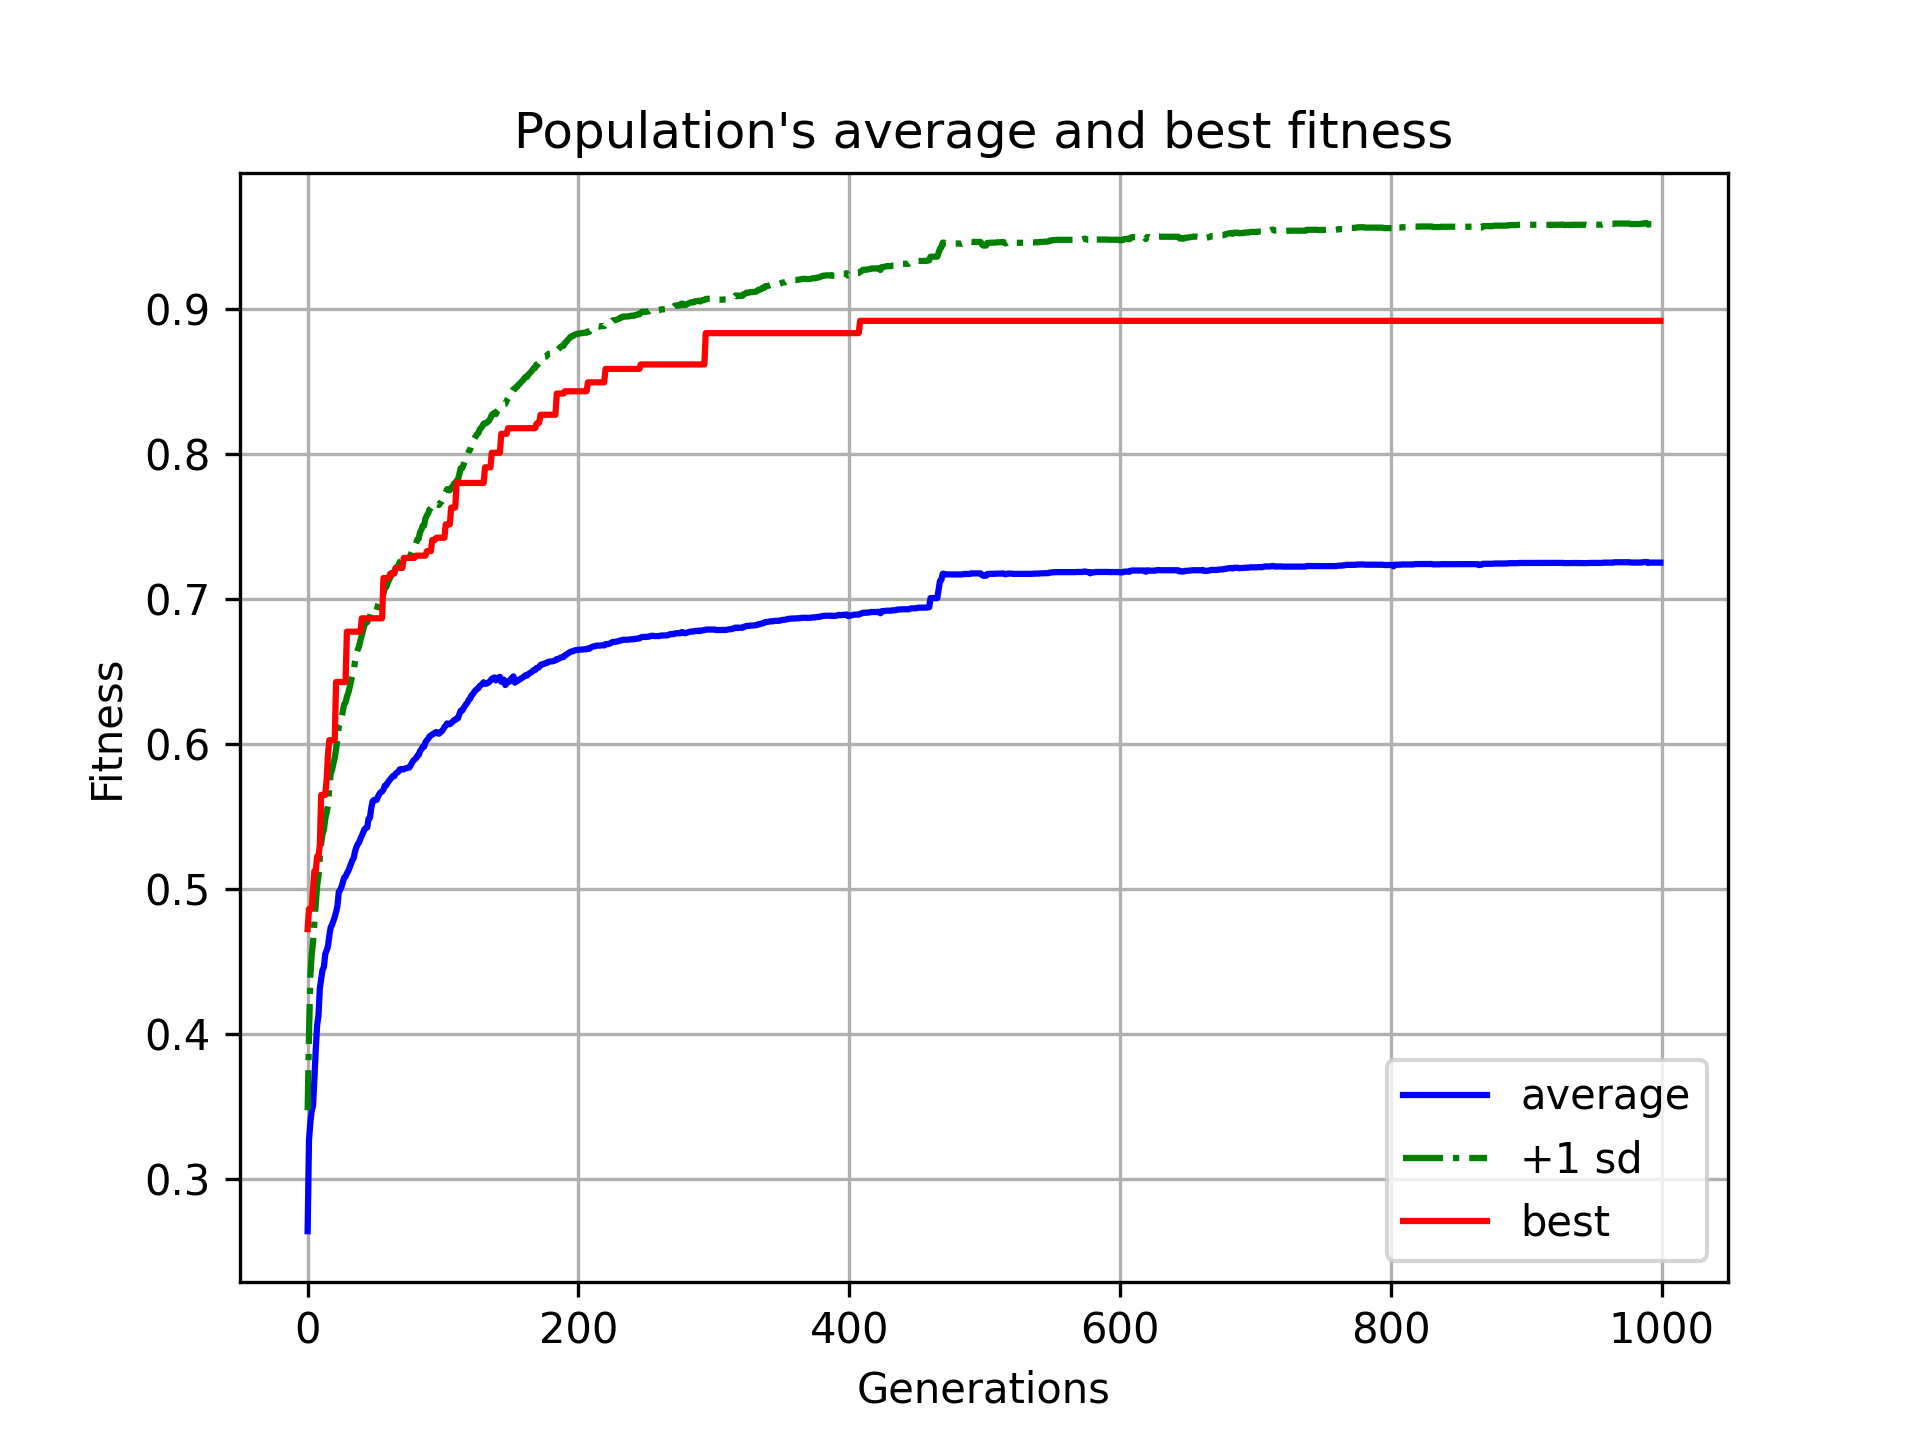 Population's average and best fitness
Fitness
0.9
0.8
0.7
0.6
0.5
0.4
0.3
average
+1 sd
best
0 200 400 600 800 1000
Generations